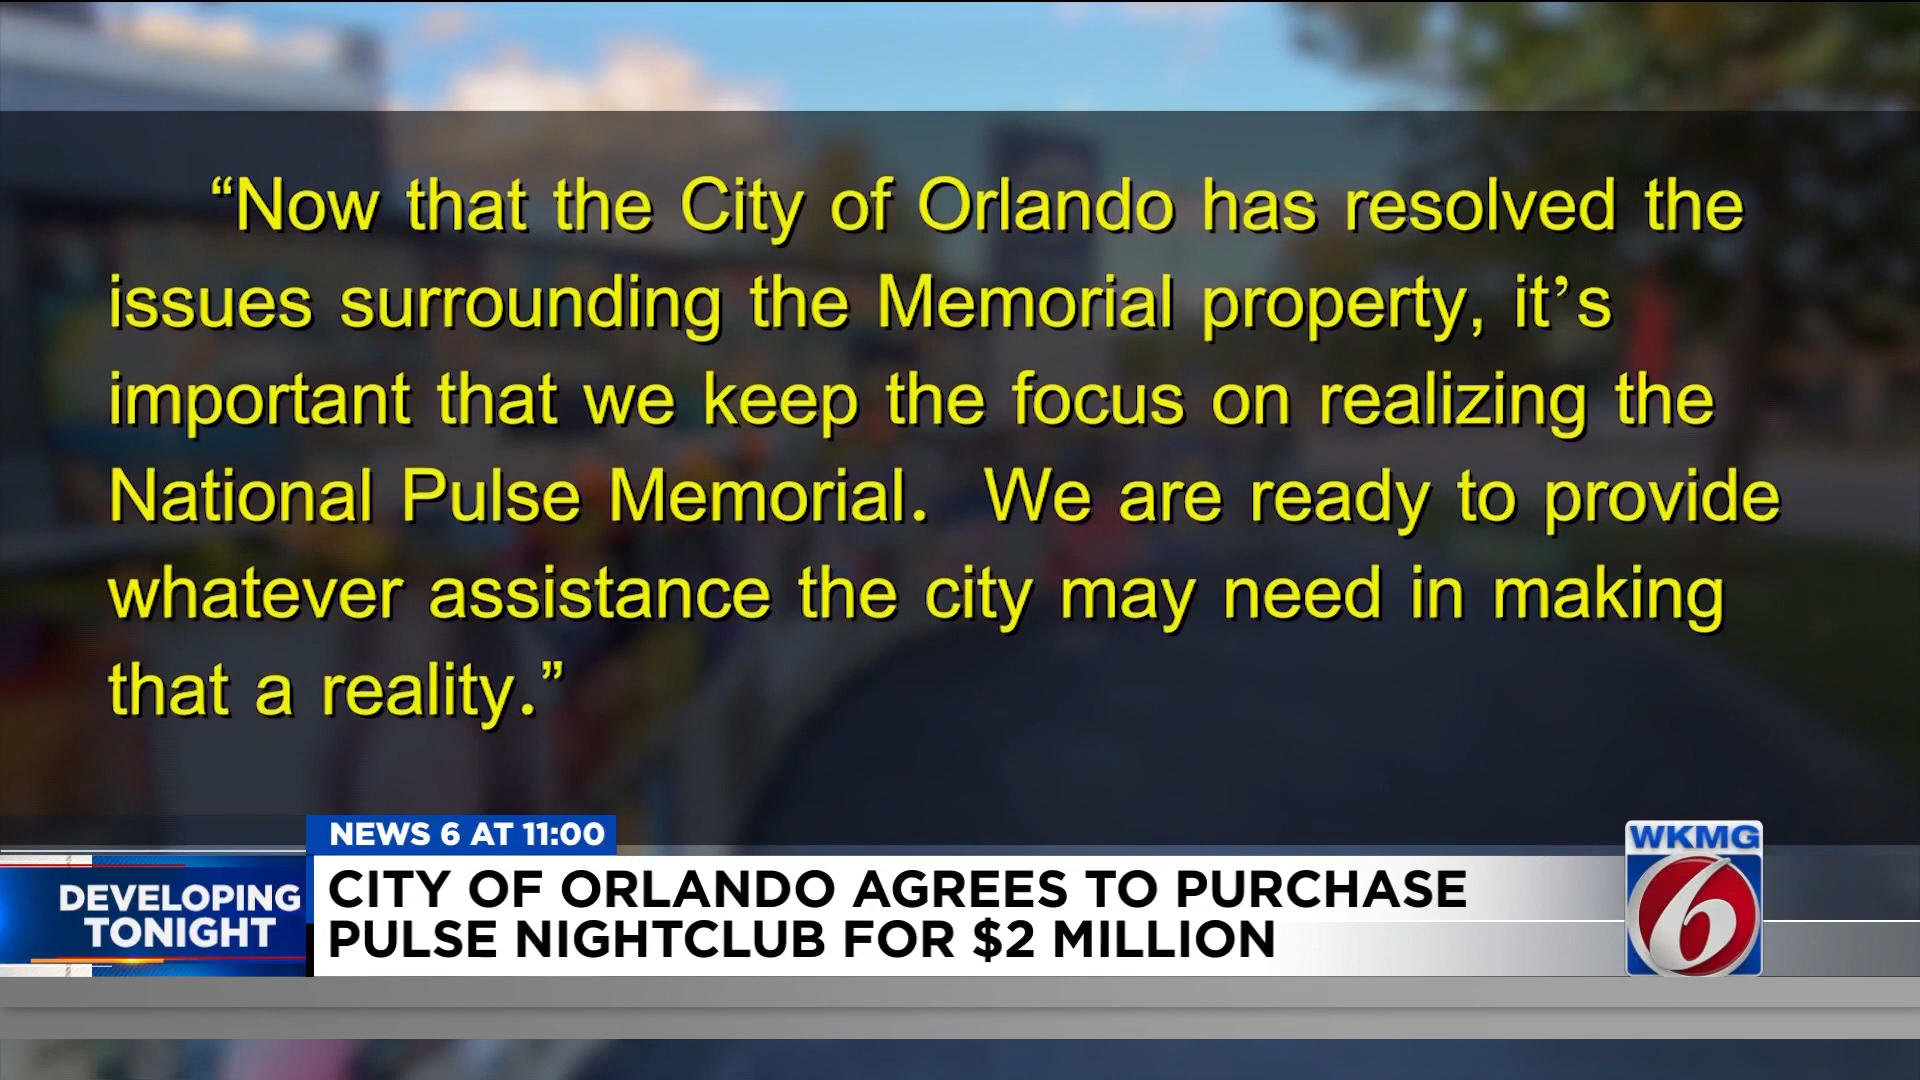 “Now that the City of Orlando has resolved the
issues surrounding the Memorial property, it’s
important that we keep the focus on realizing the
National Pulse Memorial.  We are ready to provide
whatever assistance the city may need in making
that a reality.”
NEWS 6 AT 11:00
DEVELOPING
TONIGHT
CITY OF ORLANDO AGREES TO PURCHASE
PULSE NIGHTCLUB FOR $2 MILLION
WKMG
6